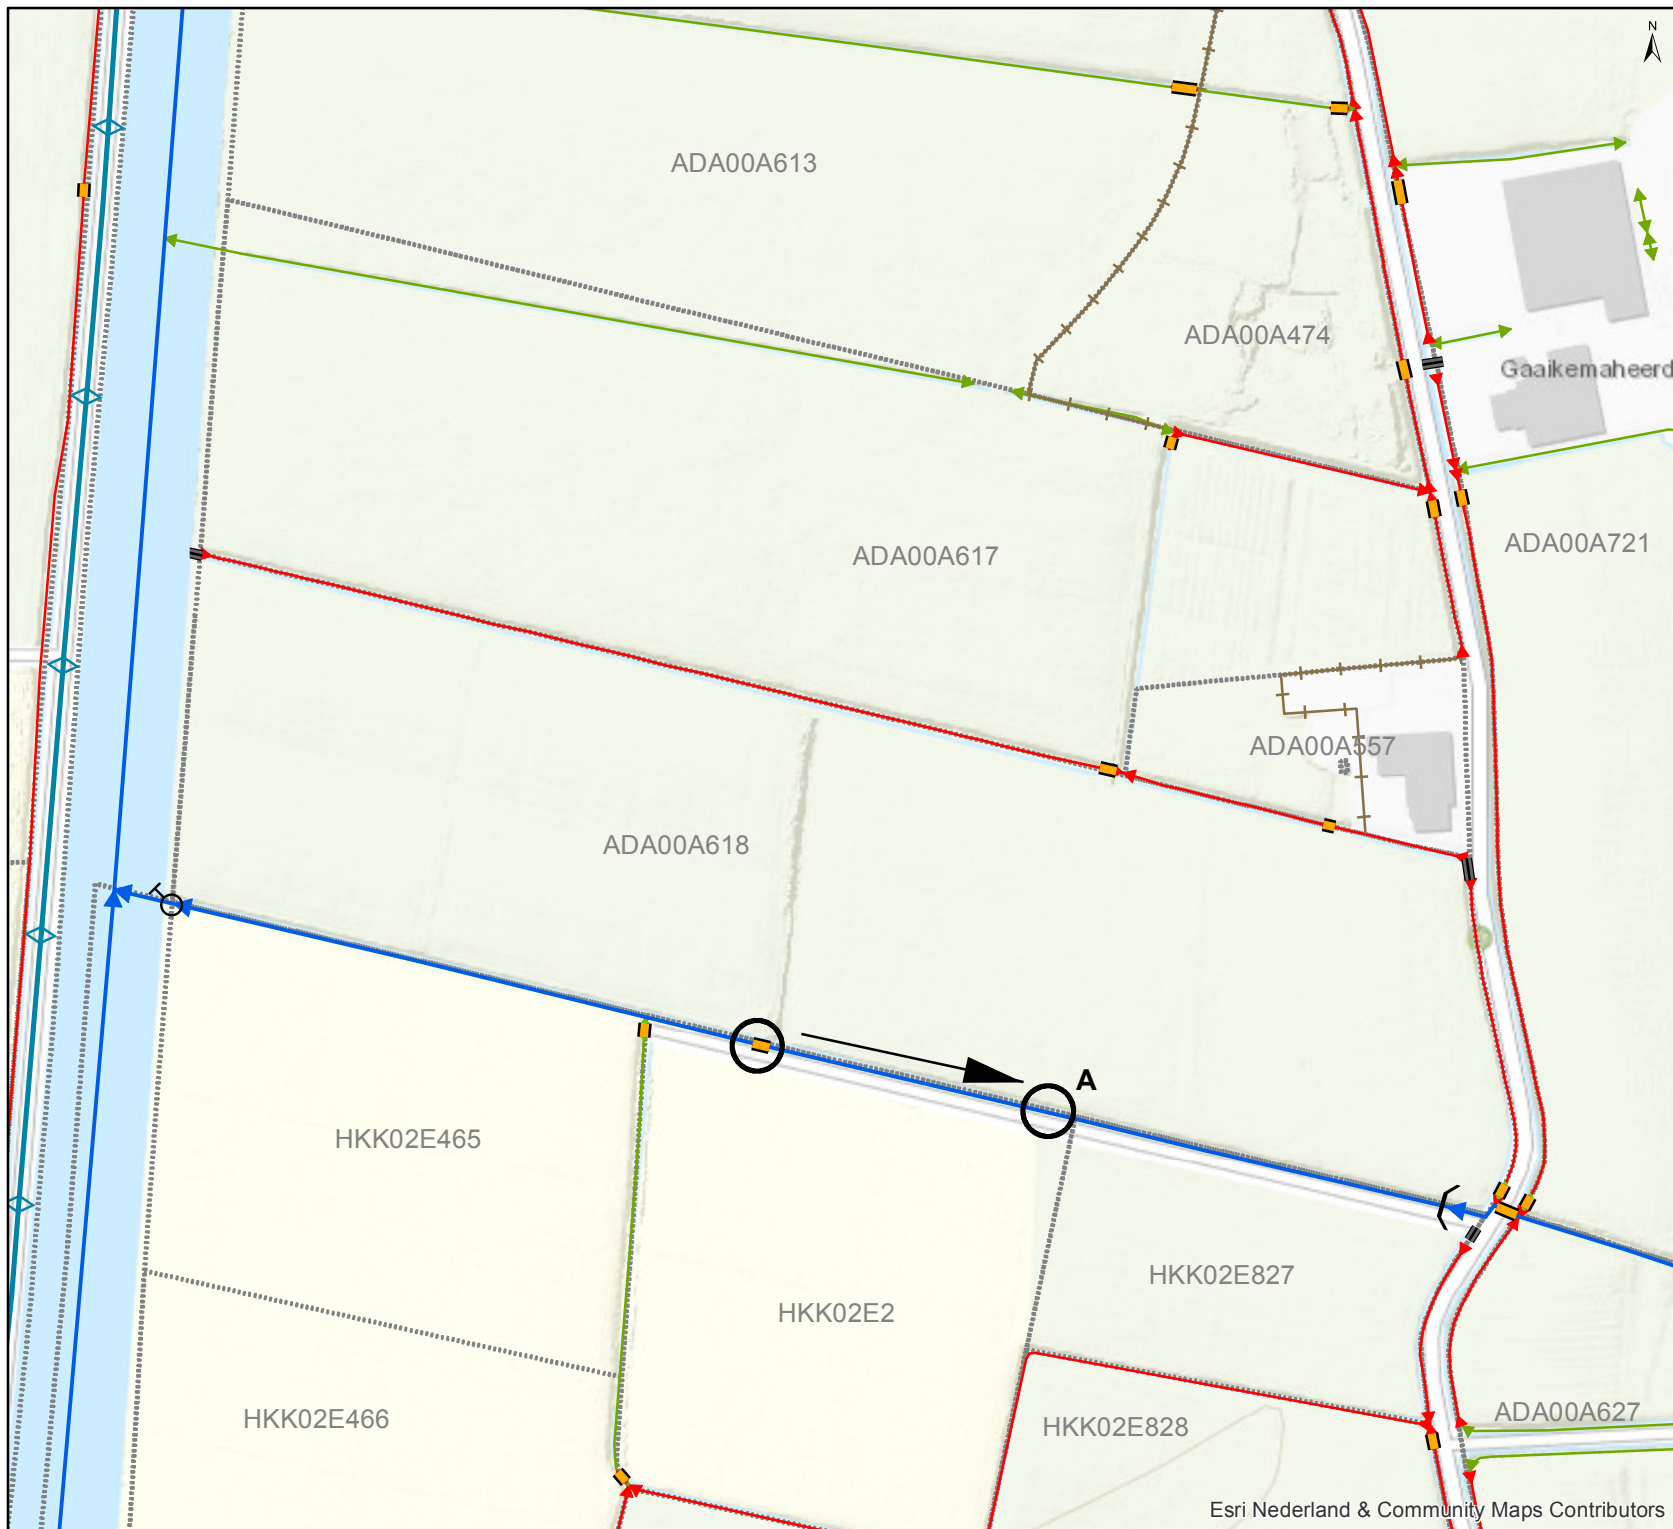 N
ADA00A613
ADA00A474
Gaaikemaheerd
ADA00A617
ADA00A721
ADA00A557
ADA00A618
A
HKK02E465
HKK02E827
HKK02E2
HKK02E466
HKK02E828
ADA00A627
Esri Nederland & Community Maps Contributors